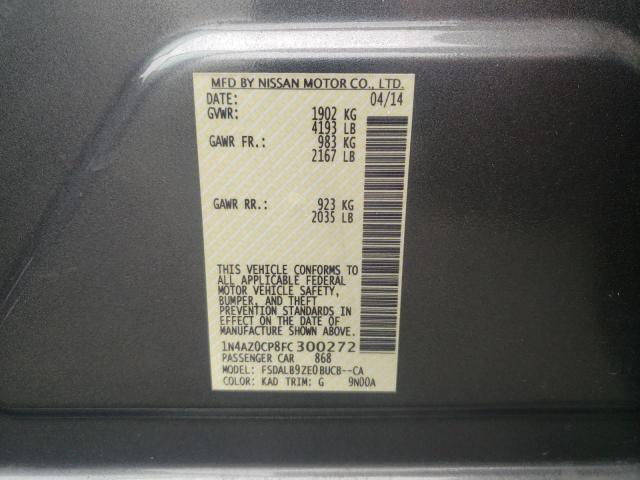 MFD BY NISSAN MOTOR CO., LTD.
DATE: 04/14
GVWR: 1902 KG
4193 LB
GAWR FR.: 983 KG
2167 LB
GAWR RR.: 923 KG
2035 LB
THIS VEHICLE CONFORMS TO
ALL APPLICABLE FEDERAL
MOTOR VEHICLE SAFETY,
BUMPER, AND THEFT
PREVENTION STANDARDS IN
EFFECT ON THE DATE OF
MANUFACTURE SHOWN ABOVE.
1N4AZ0CP8FC300272
PASSENGER CAR 868
MODEL: FSDALB9ZE0BUCB--CA
COLOR: KAD TRIM: G 9N00A